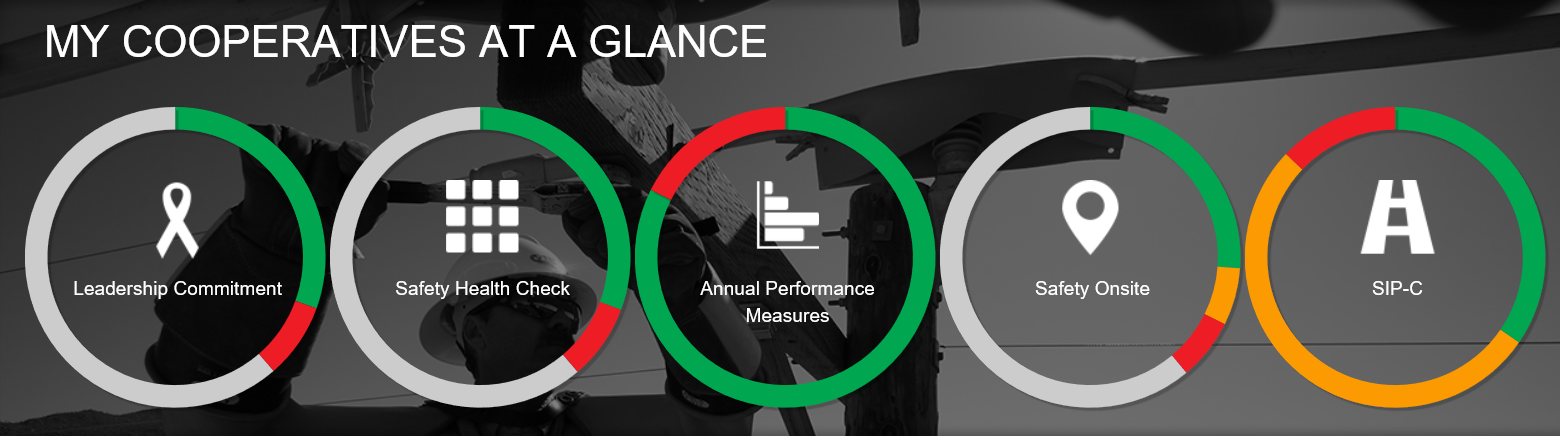 MY COOPERATIVES AT A GLANCE
Leadership Commitment
Safety Health Check
Annual Performance
Measures
Safety Onsite
SIP-C